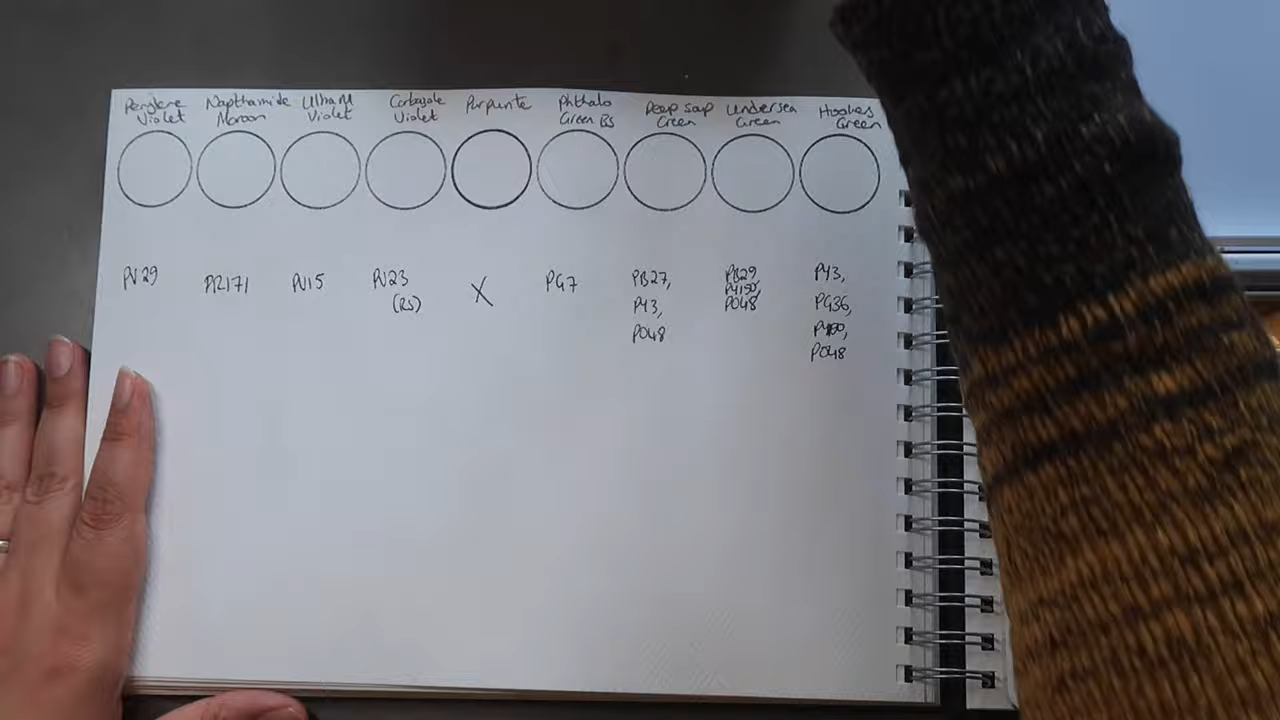 Perylene Violet
Napthamide Maroon
UltraM Violet
Carbazole Violet
Purpurite
Phthalo Green BS
Deep Sap Green
Undersea Green
Hookers Green
PV29
PR171
PV15
PV23 (RS)
X
PG7
PB27,
PY3,
PO48
PB29
PY150,
PO48
PY3,
PG36,
PY150,
PO48